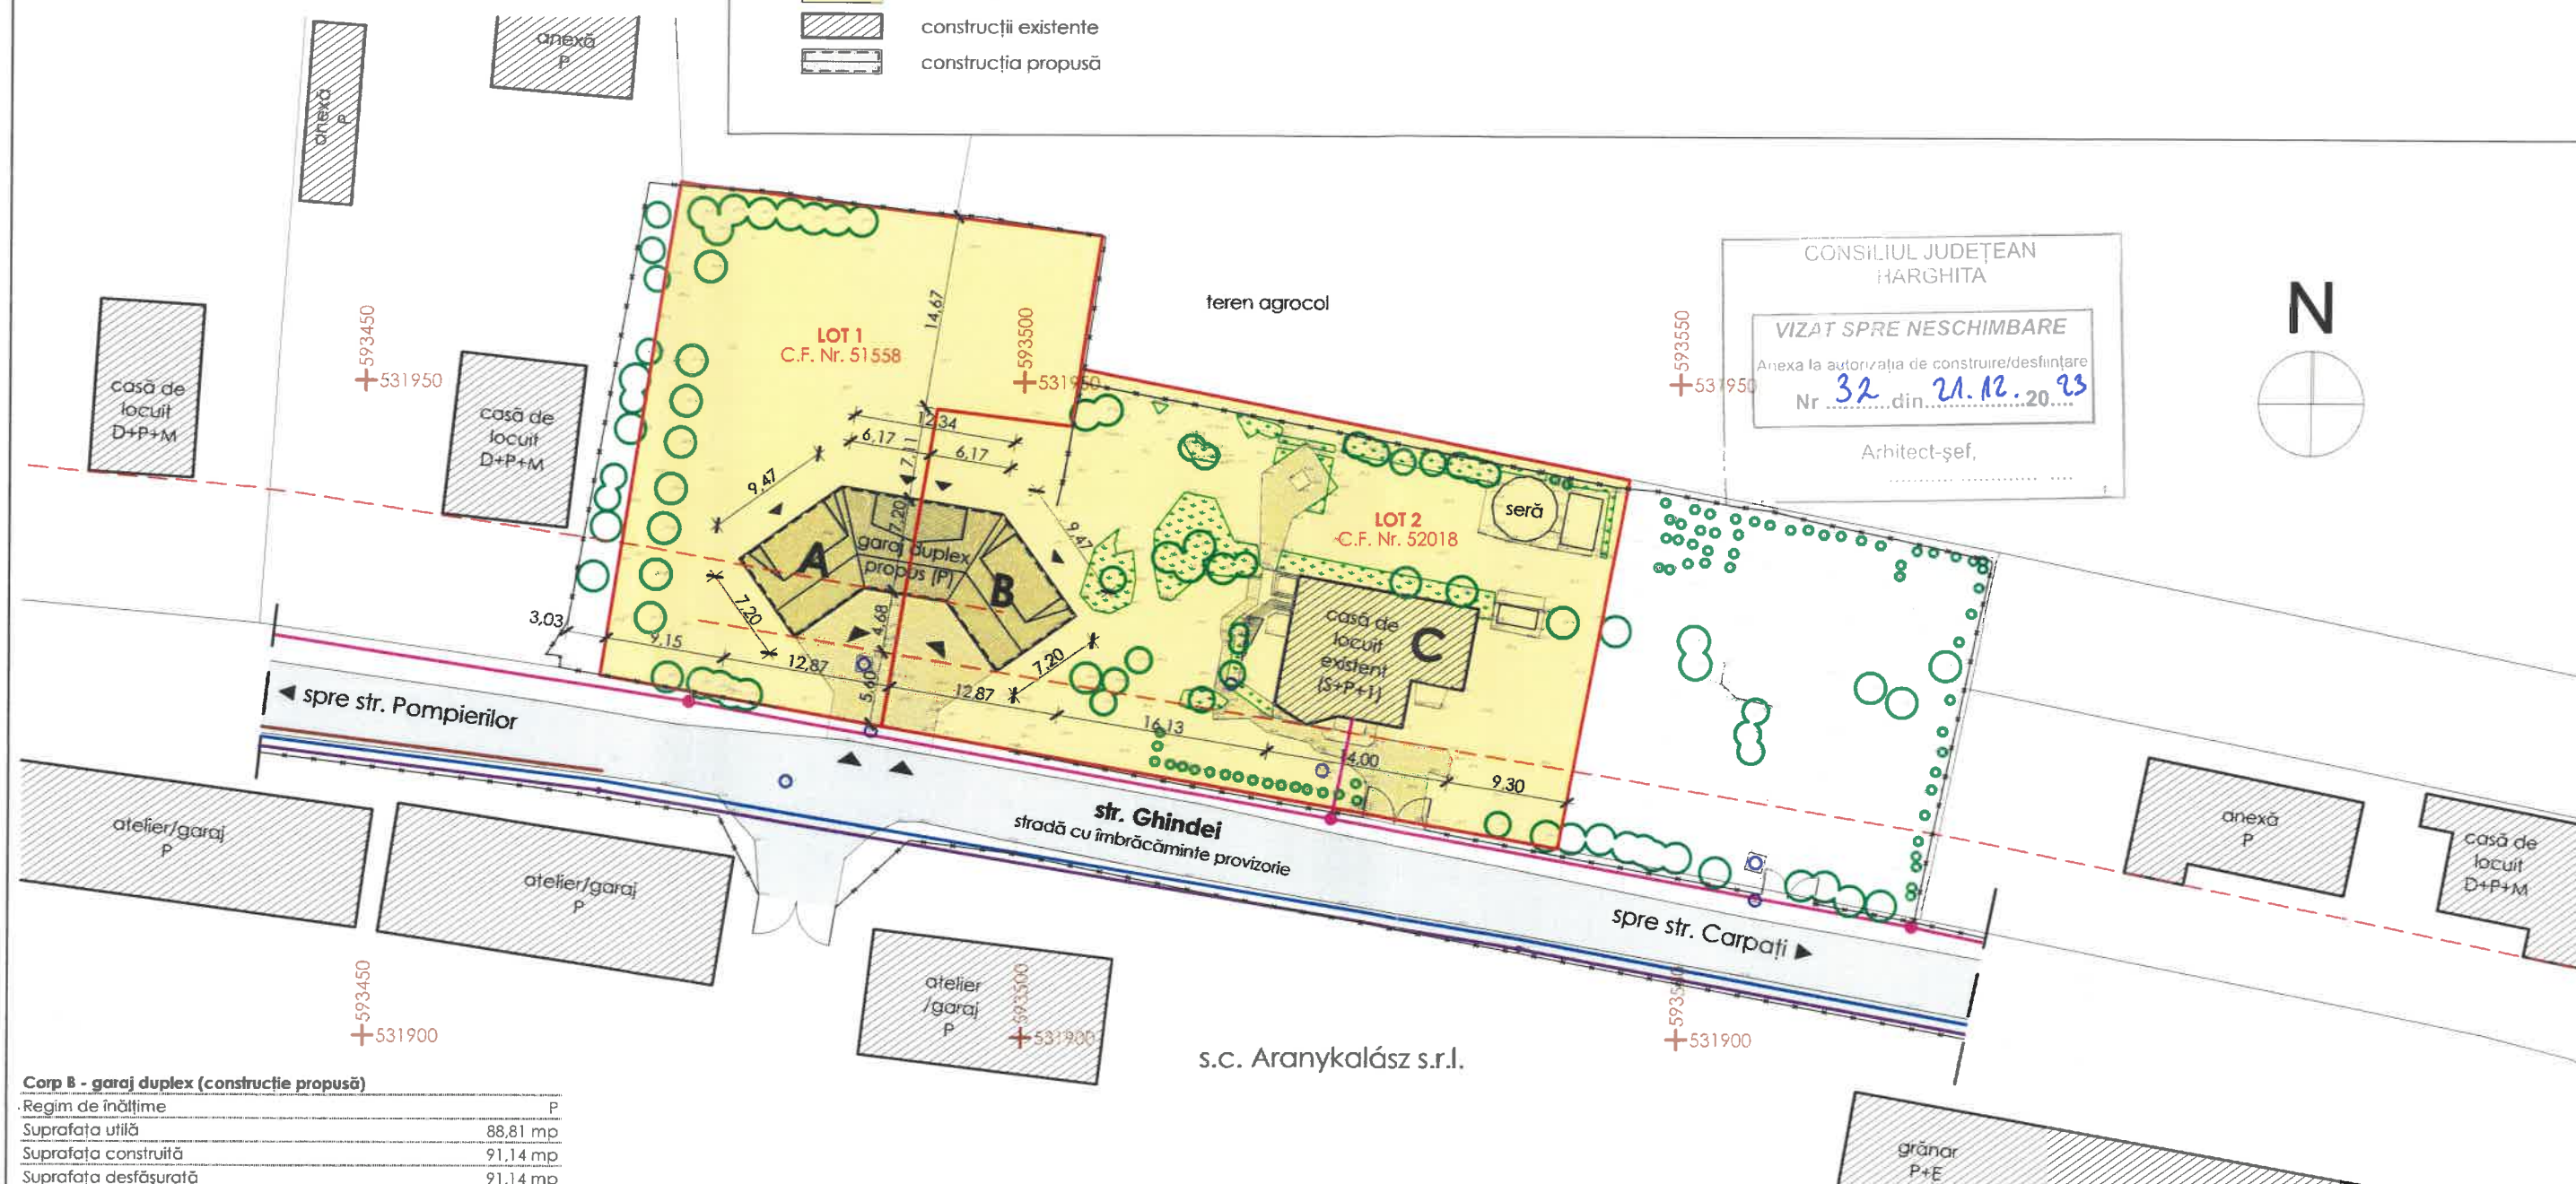 construcții existente
construcția propusă
anexă
P
anexă
P
593450
531950
593500
531950
593550
531950
teren agrocol
CONSILIUL JUDEȚEAN
HARGHITA
VIZAT SPRE NESCHIMBARE
Anexa la autorizația de construire/desființare
Nr 32 din 21.12.2023
Arhitect-șef,
N
casă de
locuit
D+P+M
casă de
locuit
D+P+M
LOT 1
C.F. Nr. 51558
14,67
12,34
6,17
6,17
7,11
9,47
9,47
7,20
A
garaj duplex
propus (P)
B
7,20
7,20
4,68
5,60
3,03
9,15
12,87
12,87
16,13
14,00
9,30
LOT 2
C.F. Nr. 52018
seră
casă de
locuit
existent
(S+P+1)
C
spre str. Pompierilor
str. Ghindei
stradă cu îmbrăcăminte provizorie
spre str. Carpați
atelier/garaj
P
atelier/garaj
P
atelier
/garaj
P
anexă
P
casă de
locuit
D+P+M
593450
531900
593500
531900
531900
s.c. Aranykalász s.r.l.
grănar
P+E
Corp B - garaj duplex (construcție propusă)
Regim de înălțime P
Suprafața utilă 88,81 mp
Suprafața construită 91,14 mp
Suprafața desfășurată 91,14 mp